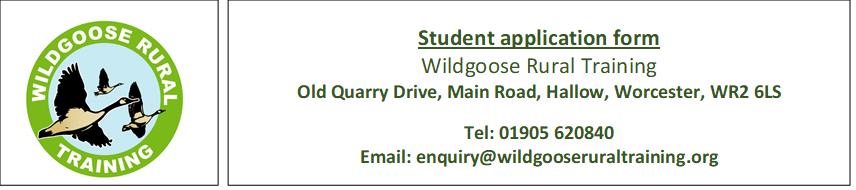 WILDGOOSE RURAL
TRAINING
Student application form
Wildgoose Rural Training
Old Quarry Drive, Main Road, Hallow, Worcester, WR2 6LS
Tel: 01905 620840
Email: enquiry@wildgooseruraltraining.org